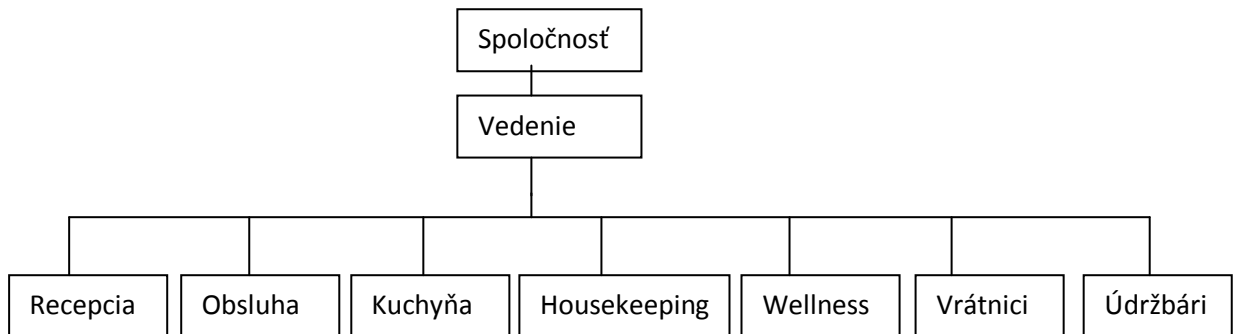 Spoločnosť
Vedenie
Recepcia
Obsluha
Kuchyňa
Housekeeping
Wellness
Vrátnici
Údržbári